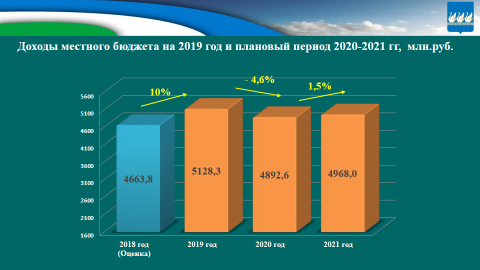 Доходы местного бюджета на 2019 год и плановый период 2020-2021 гг, млн.руб.
10%
- 4,6%
1,5%
5600
5100
4600
4100
3600
3100
2600
2100
1600
4663,8
5128,3
4892,6
4968,0
2018 год
(Оценка)
2019 год
2020 год
2021 год